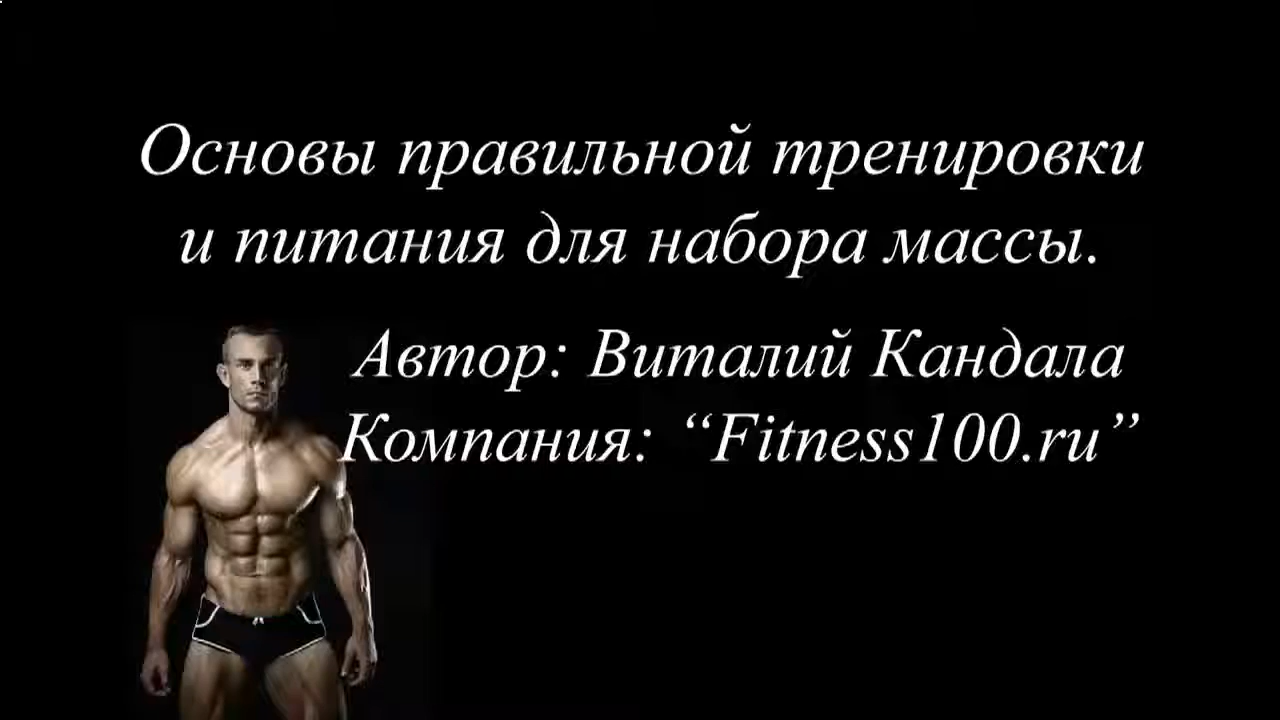 Основы правильной тренировки
и питания для набора массы.
Автор: Виталий Кандала
Компания: “Fitness100.ru”